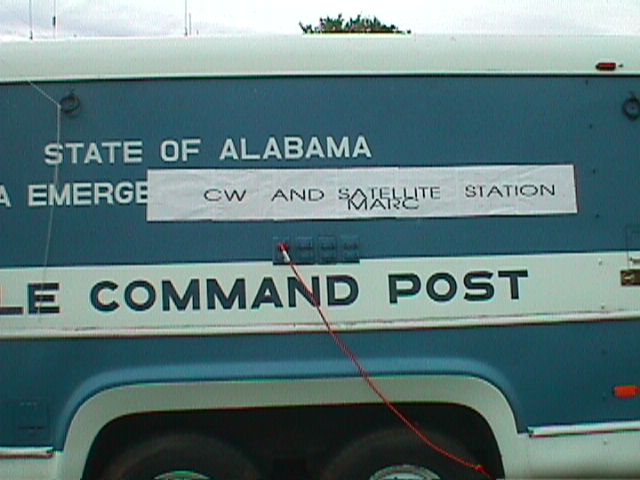 STATE OF ALABAMA
A EMERGE
CW AND SATELLITE STATION
MARC
LE COMMAND POST